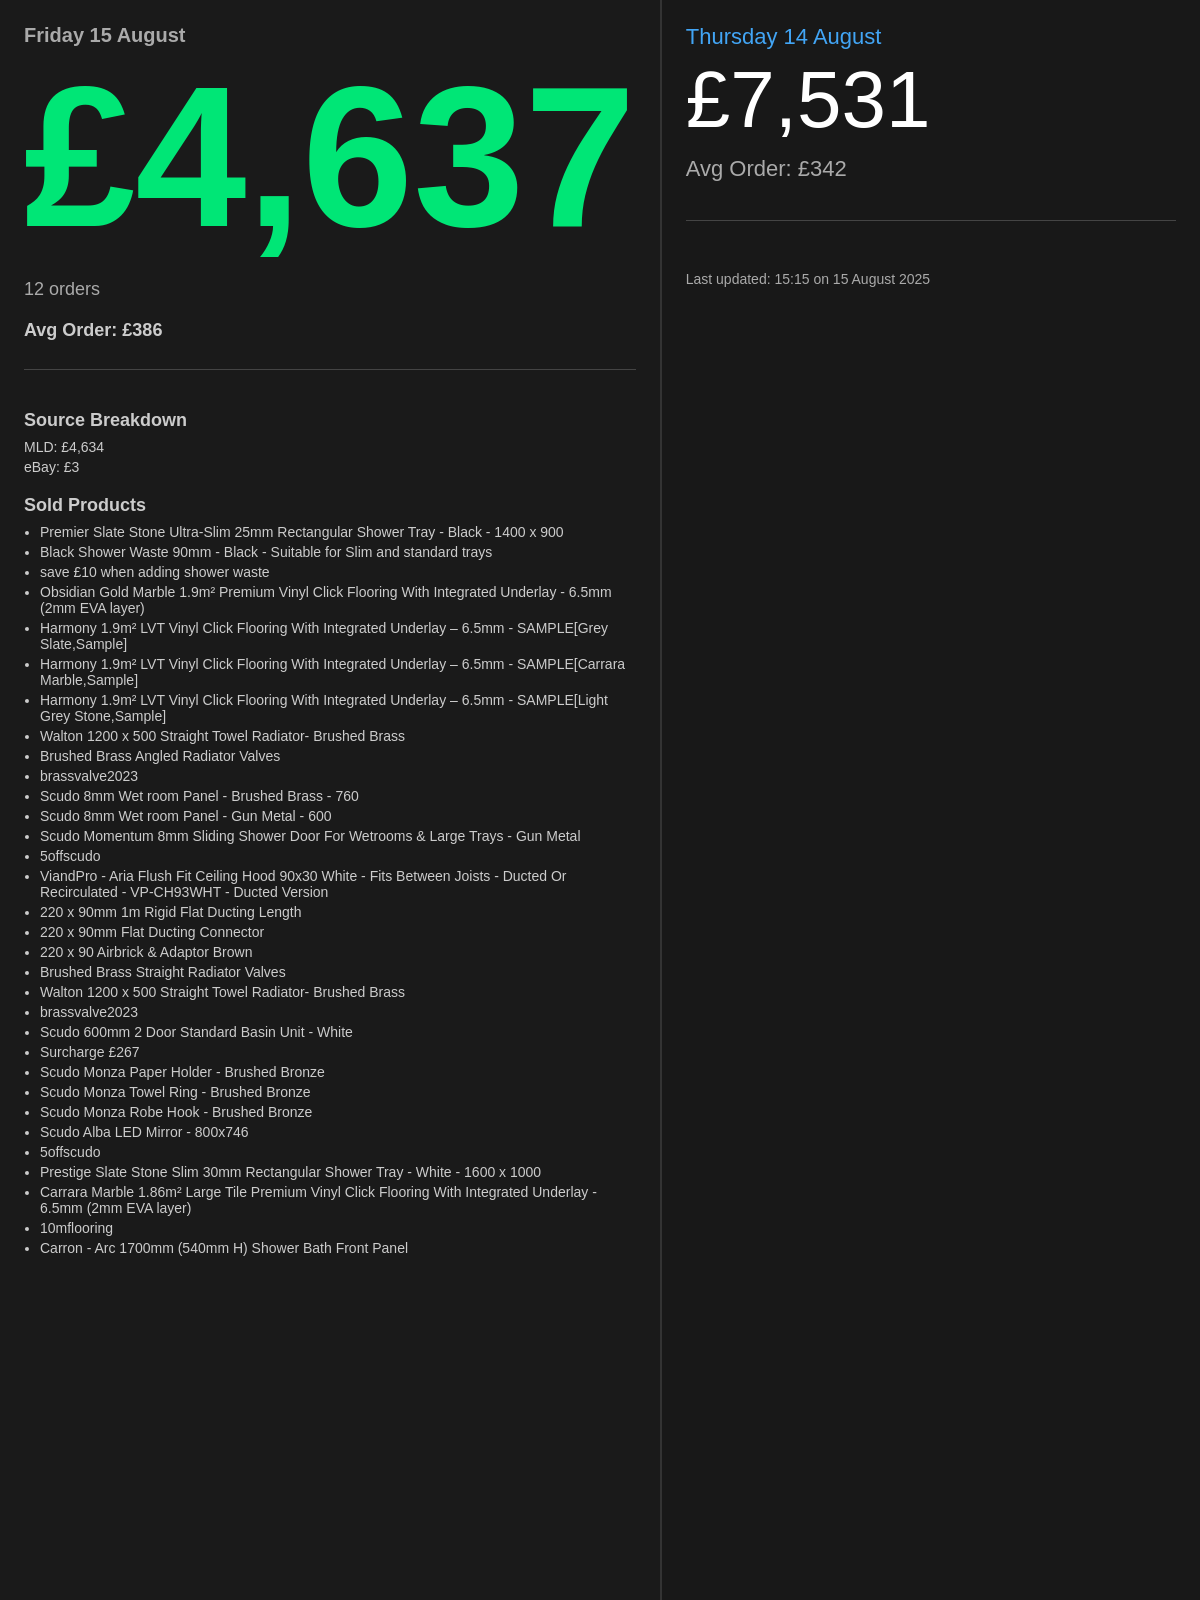 Friday 15 August
£4,637
12 orders
Avg Order: £386
Source Breakdown
MLD: £4,634
eBay: £3
Sold Products
• Premier Slate Stone Ultra-Slim 25mm Rectangular Shower Tray - Black - 1400 x 900
• Black Shower Waste 90mm - Black - Suitable for Slim and standard trays
• save £10 when adding shower waste
• Obsidian Gold Marble 1.9m² Premium Vinyl Click Flooring With Integrated Underlay - 6.5mm
(2mm EVA layer)
• Harmony 1.9m² LVT Vinyl Click Flooring With Integrated Underlay – 6.5mm - SAMPLE[Grey
Slate,Sample]
• Harmony 1.9m² LVT Vinyl Click Flooring With Integrated Underlay – 6.5mm - SAMPLE[Carrara
Marble,Sample]
• Harmony 1.9m² LVT Vinyl Click Flooring With Integrated Underlay – 6.5mm - SAMPLE[Light
Grey Stone,Sample]
• Walton 1200 x 500 Straight Towel Radiator- Brushed Brass
• Brushed Brass Angled Radiator Valves
• brassvalve2023
• Scudo 8mm Wet room Panel - Brushed Brass - 760
• Scudo 8mm Wet room Panel - Gun Metal - 600
• Scudo Momentum 8mm Sliding Shower Door For Wetrooms & Large Trays - Gun Metal
• 5offscudo
• ViandPro - Aria Flush Fit Ceiling Hood 90x30 White - Fits Between Joists - Ducted Or
Recirculated - VP-CH93WHT - Ducted Version
• 220 x 90mm 1m Rigid Flat Ducting Length
• 220 x 90mm Flat Ducting Connector
• 220 x 90 Airbrick & Adaptor Brown
• Brushed Brass Straight Radiator Valves
• Walton 1200 x 500 Straight Towel Radiator- Brushed Brass
• brassvalve2023
• Scudo 600mm 2 Door Standard Basin Unit - White
• Surcharge £267
• Scudo Monza Paper Holder - Brushed Bronze
• Scudo Monza Towel Ring - Brushed Bronze
• Scudo Monza Robe Hook - Brushed Bronze
• Scudo Alba LED Mirror - 800x746
• 5offscudo
• Prestige Slate Stone Slim 30mm Rectangular Shower Tray - White - 1600 x 1000
• Carrara Marble 1.86m² Large Tile Premium Vinyl Click Flooring With Integrated Underlay -
6.5mm (2mm EVA layer)
• 10mflooring
• Carron - Arc 1700mm (540mm H) Shower Bath Front Panel
Thursday 14 August
£7,531
Avg Order: £342
Last updated: 15:15 on 15 August 2025